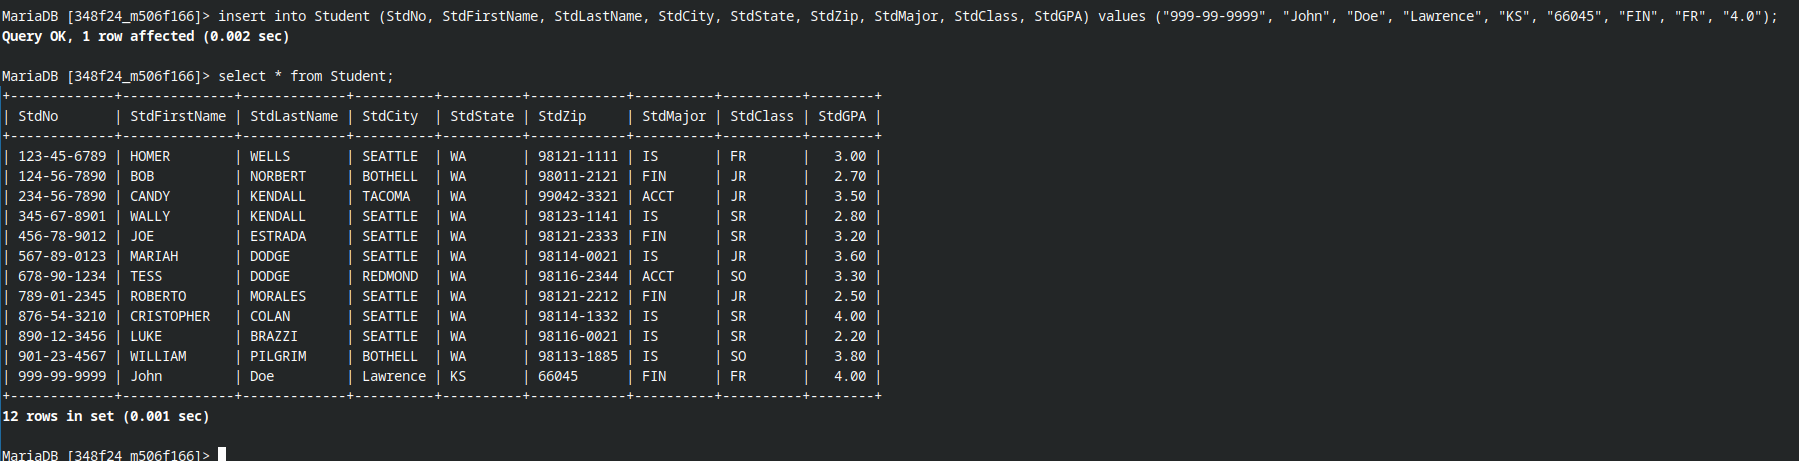 MariaDB [348f24_m506f166]> insert into Student (StdNo, StdFirstName, StdLastName, StdCity, StdState, StdZip, StdMajor, StdClass, StdGPA) values ("999-99-9999", "John", "Doe", "Lawrence", "KS", "66045", "FIN", "FR", "4.0");
Query OK, 1 row affected (0.002 sec)
MariaDB [348f24_m506f166]> select * from Student;
+-------------+--------------+-------------+----------+----------+------------+----------+----------+--------+
| StdNo       | StdFirstName | StdLastName | StdCity  | StdState | StdZip     | StdMajor | StdClass | StdGPA |
+-------------+--------------+-------------+----------+----------+------------+----------+----------+--------+
| 123-45-6789 | HOMER        | WELLS       | SEATTLE  | WA       | 98121-1111 | IS       | FR       |   3.00 |
| 124-56-7890 | BOB          | NORBERT     | BOTHELL  | WA       | 98011-2121 | FIN      | JR       |   2.70 |
| 234-56-7890 | CANDY        | KENDALL     | TACOMA   | WA       | 99042-3321 | ACCT     | JR       |   3.50 |
| 345-67-8901 | WALLY        | KENDALL     | SEATTLE  | WA       | 98123-1141 | IS       | SR       |   2.80 |
| 456-78-9012 | JOE          | ESTRADA     | SEATTLE  | WA       | 98121-2333 | FIN      | SR       |   3.20 |
| 567-89-0123 | MARIAH       | DODGE       | SEATTLE  | WA       | 98114-0021 | IS       | JR       |   3.60 |
| 678-90-1234 | TESS         | DODGE       | REDMOND  | WA       | 98116-2344 | ACCT     | SO       |   3.30 |
| 789-01-2345 | ROBERTO      | MORALES     | SEATTLE  | WA       | 98121-2212 | FIN      | JR       |   2.50 |
| 876-54-3210 | CRISTOPHER   | COLAN       | SEATTLE  | WA       | 98114-1332 | IS       | SR       |   4.00 |
| 890-12-3456 | LUKE         | BRAZZI      | SEATTLE  | WA       | 98116-0021 | IS       | SR       |   2.20 |
| 901-23-4567 | WILLIAM      | PILGRIM     | BOTHELL  | WA       | 98113-1885 | IS       | SO       |   3.80 |
| 999-99-9999 | John         | Doe         | Lawrence | KS       | 66045      | FIN      | FR       |   4.00 |
+-------------+--------------+-------------+----------+----------+------------+----------+----------+--------+
12 rows in set (0.001 sec)
MariaDB [348f24_m506f166]>